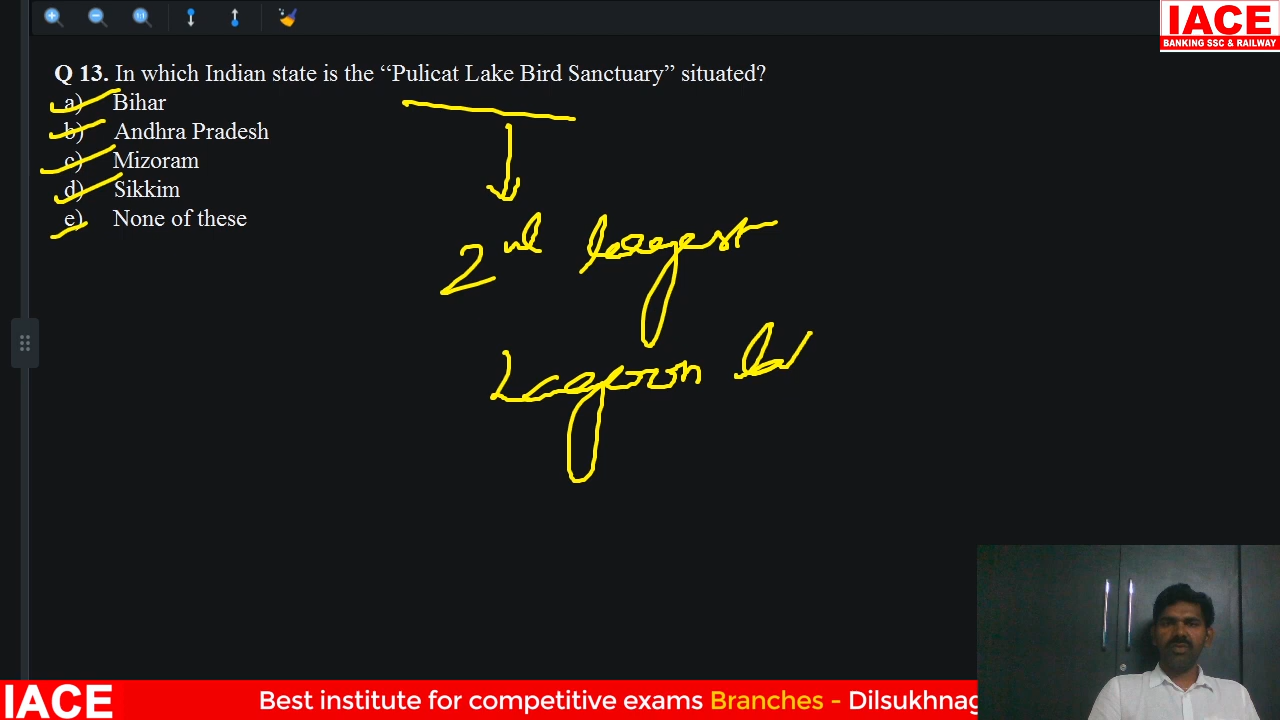 IACE
BANKING SSC & RAILWAY
Q 13. In which Indian state is the “Pulicat Lake Bird Sanctuary” situated?
a) Bihar
b) Andhra Pradesh
c) Mizoram
d) Sikkim
e) None of these
2nd largest
Lagoon la
IACE
Best institute for competitive exams Branches - Dilsukhnag